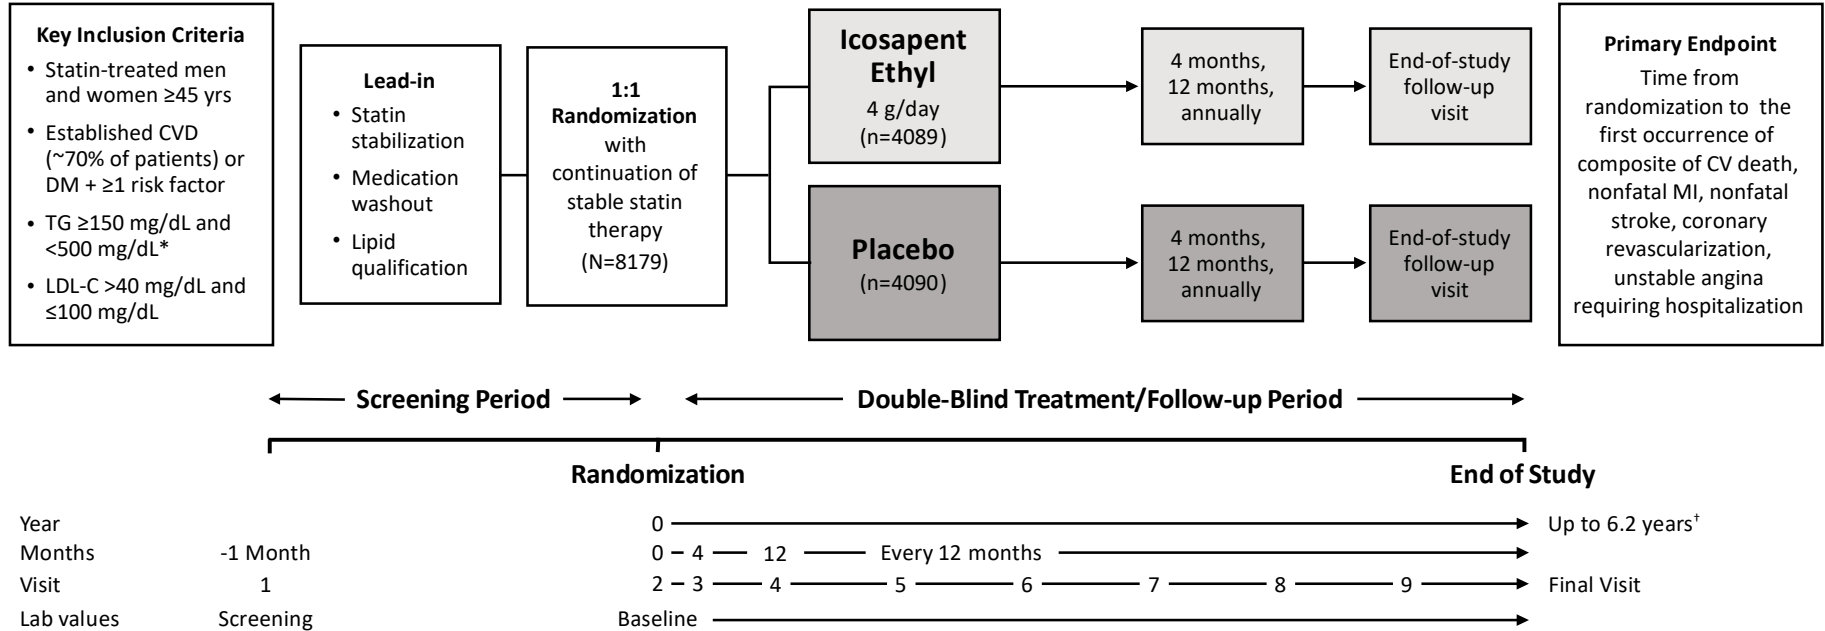 Key Inclusion Criteria
• Statin-treated men
and women ≥45 yrs
• Established CVD
(~70% of patients) or
DM + ≥1 risk factor
• TG ≥150 mg/dL and
<500 mg/dL*
• LDL-C >40 mg/dL and
≤100 mg/dL
Lead-in
• Statin
stabilization
• Medication
washout
• Lipid
qualification
1:1
Randomization
with
continuation of
stable statin
therapy
(N=8179)
Icosapent
Ethyl
4 g/day
(n=4089)
4 months,
12 months,
annually
End-of-study
follow-up
visit
Placebo
(n=4090)
4 months,
12 months,
annually
End-of-study
follow-up
visit
Primary Endpoint
Time from
randomization to the
first occurrence of
composite of CV death,
nonfatal MI, nonfatal
stroke, coronary
revascularization,
unstable angina
requiring hospitalization
Screening Period
Double-Blind Treatment/Follow-up Period
Randomization
End of Study
Year 0 Up to 6.2 years†
Months -1 Month 0 4 12 Every 12 months
Visit 1 2 3 4 5 6 7 8 9 Final Visit
Lab values Screening Baseline